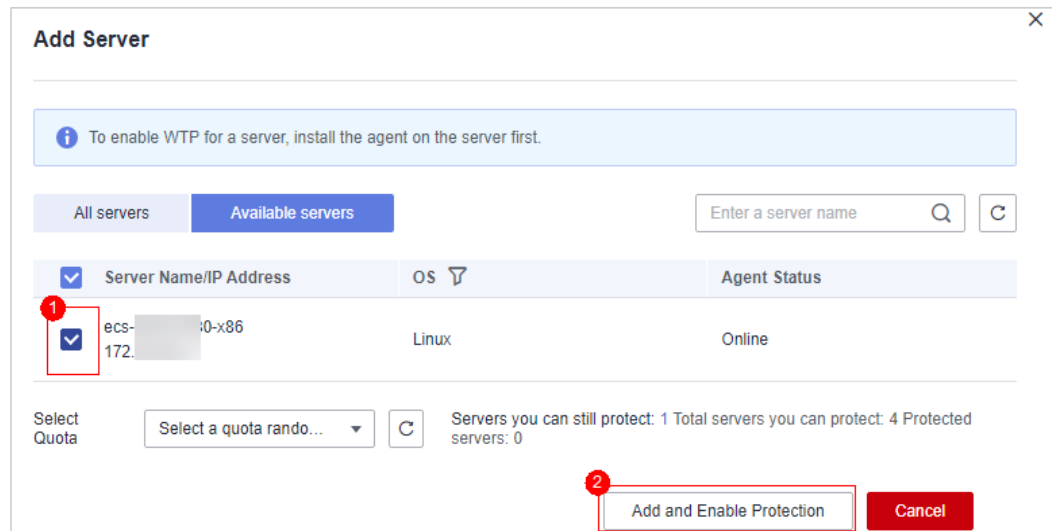 Add Server
To enable WTP for a server, install the agent on the server first.
All servers
Available servers
Enter a server name
Server Name/IP Address
OS
Agent Status
1
ecs- 30-x86
172.
Linux
Online
Select
Quota
Select a quota rando...
Servers you can still protect: 1 Total servers you can protect: 4 Protected
servers: 0
2
Add and Enable Protection
Cancel